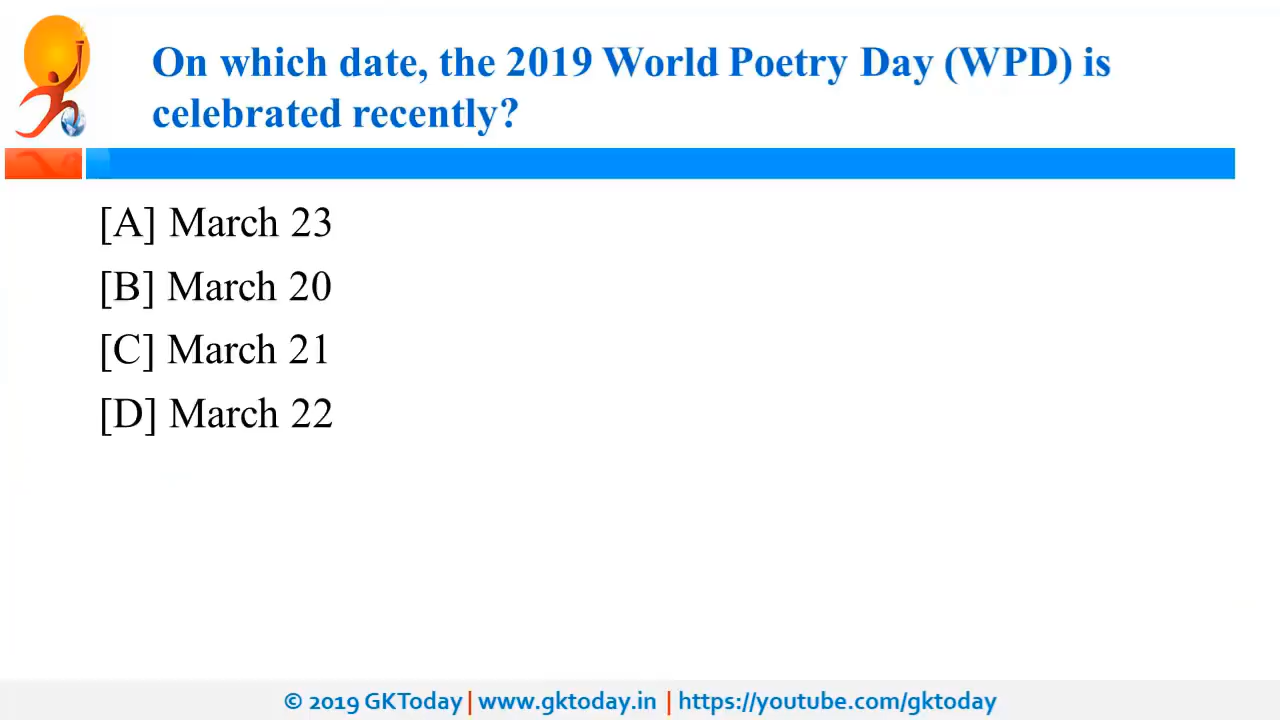 On which date, the 2019 World Poetry Day (WPD) is
celebrated recently?
[A] March 23
[B] March 20
[C] March 21
[D] March 22
© 2019 GKToday | www.gktoday.in | https://youtube.com/gktoday